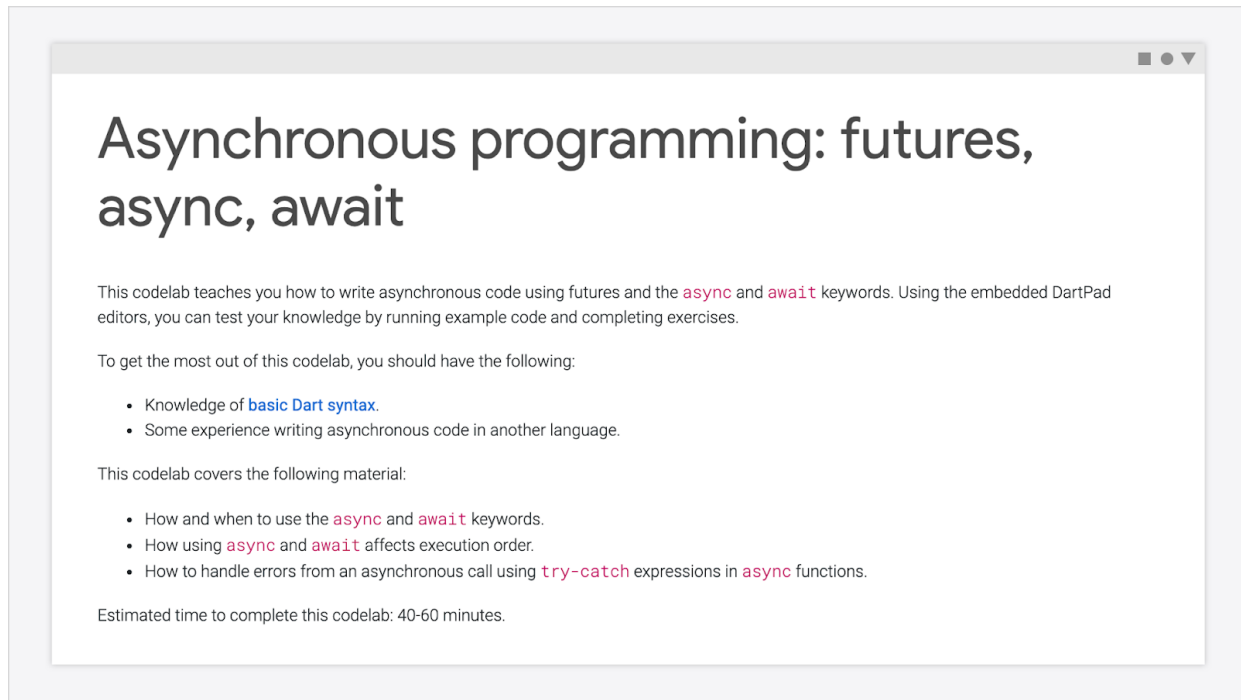 Asynchronous programming: futures,
async, await
This codelab teaches you how to write asynchronous code using futures and the async and await keywords. Using the embedded DartPad
editors, you can test your knowledge by running example code and completing exercises.
To get the most out of this codelab, you should have the following:
• Knowledge of basic Dart syntax.
• Some experience writing asynchronous code in another language.
This codelab covers the following material:
• How and when to use the async and await keywords.
• How using async and await affects execution order.
• How to handle errors from an asynchronous call using try-catch expressions in async functions.
Estimated time to complete this codelab: 40-60 minutes.